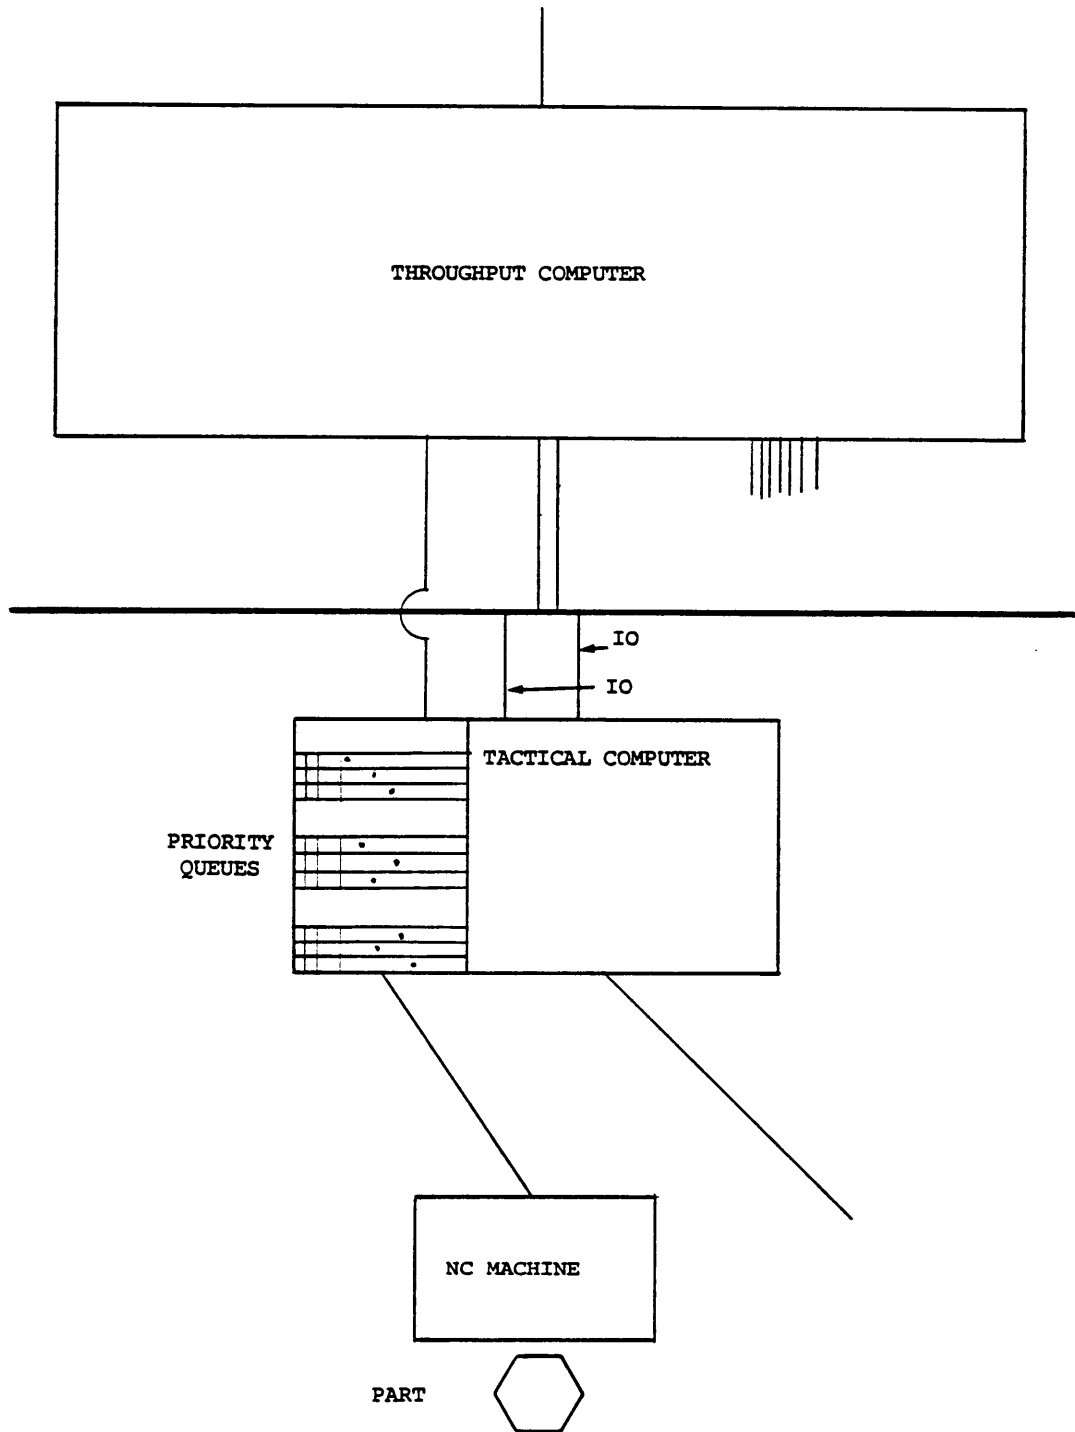 THROUGHPUT COMPUTER
IO
IO
TACTICAL COMPUTER
PRIORITY
QUEUES
NC MACHINE
PART